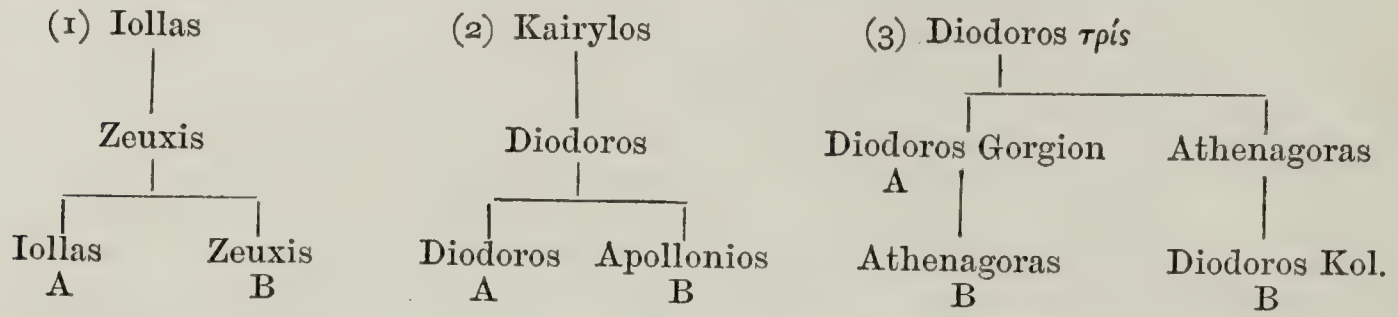 (1) Iollas (2) Kairylos (3) Diodoros τρίς
Zeuxis Diodoros Diodoros Gorgion Athenagoras
A
Iollas Zeuxis Diodoros Apollonios Athenagoras Diodoros Kol.
A B A B B B